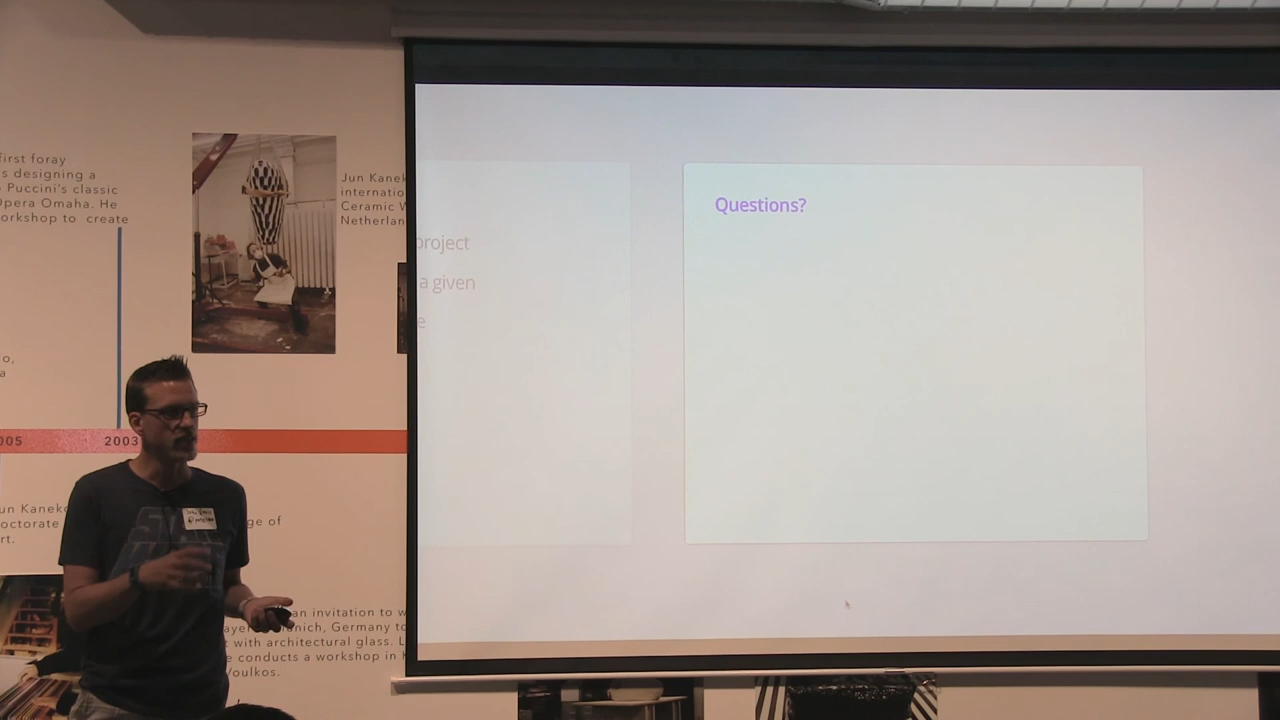 first foray
s designing a
Puccini's classic
Opera Omaha. He
orkshop to create
Jun Kanek
internatio
Ceramic W
Netherlan
project
a given
e
Questions?
o,
a
005
2003
un Kaneko
octorate
rt.
ge of
an invitation to w
ayer
unich, Germany to
t with architectural glass. L
e conducts a workshop in K
Voulkos.